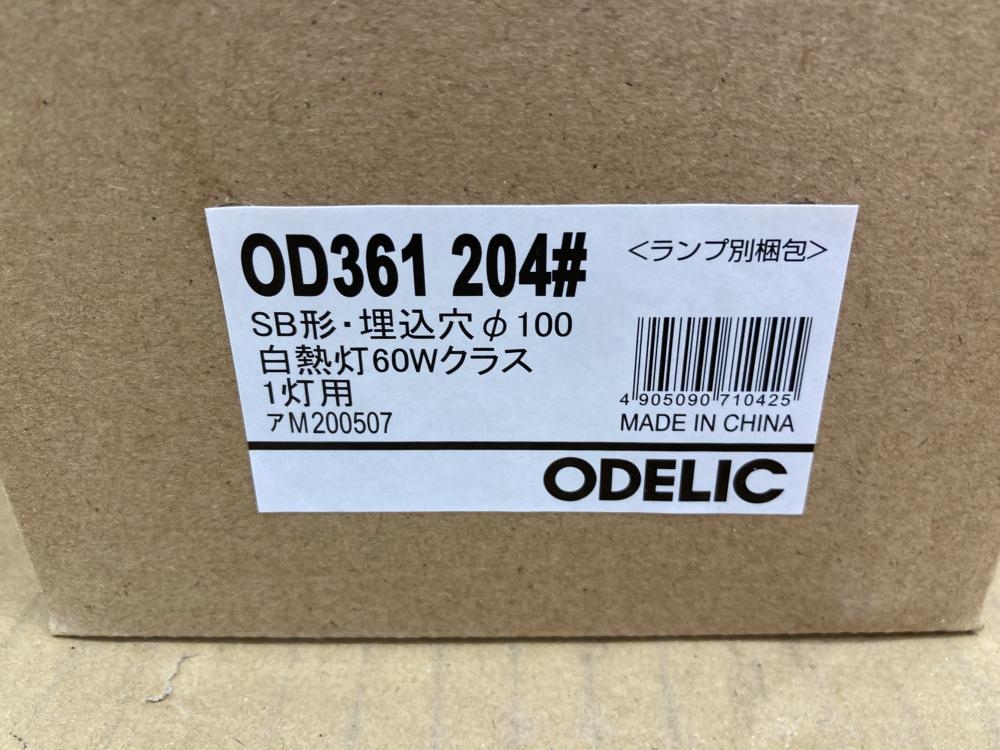 OD361 204#
<ランプ別梱包>
SB形・埋込穴φ100
白熱灯60Wクラス
1灯用
アM200507
4 905090 710425
MADE IN CHINA
ODELIC